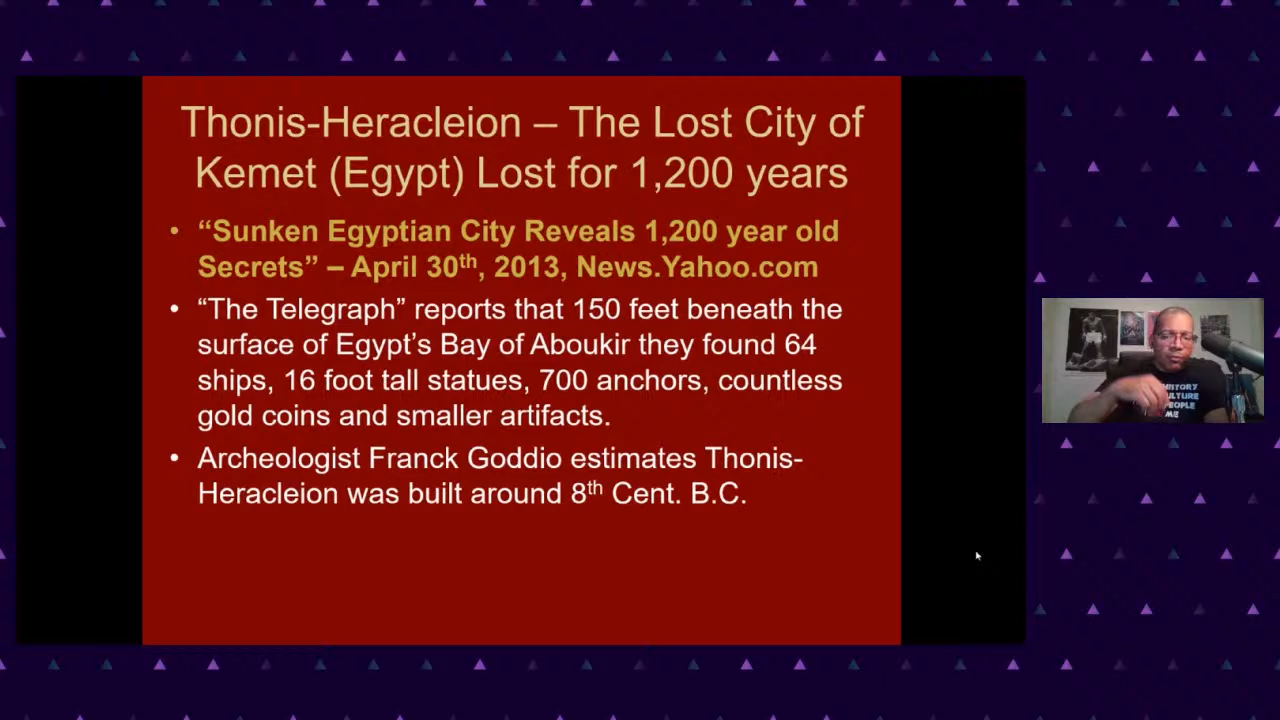 Thonis-Heracleion – The Lost City of
Kemet (Egypt) Lost for 1,200 years
• “Sunken Egyptian City Reveals 1,200 year old
Secrets” – April 30th, 2013, News.Yahoo.com
• “The Telegraph” reports that 150 feet beneath the
surface of Egypt’s Bay of Aboukir they found 64
ships, 16 foot tall statues, 700 anchors, countless
gold coins and smaller artifacts.
• Archeologist Franck Goddio estimates Thonis-
Heracleion was built around 8th Cent. B.C.
PEOPLE
ME